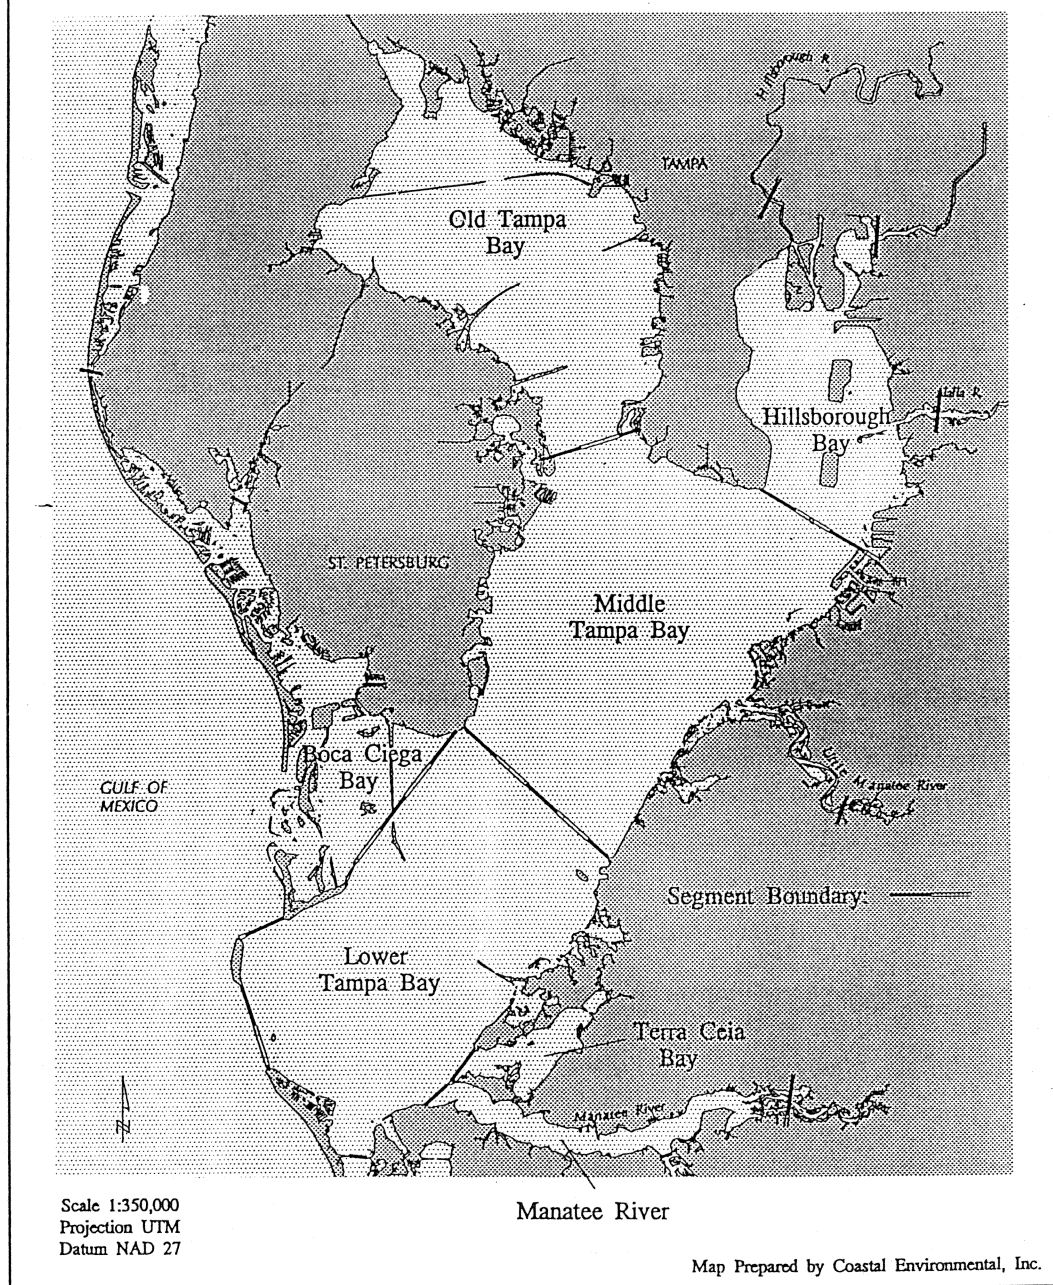 Hillsborough R
TAMPA
Old Tampa
Bay
Hillsborough
Bay
R
ST. PETERSBURG
Middle
Tampa Bay
Boca Ciega
Bay
GULF OF
MEXICO
Little Manatee River
Segment Boundary:
Lower
Tampa Bay
Terra Ceia
Bay
Manatee River
N
Manatee River
Scale 1:350,000
Projection UTM
Datum NAD 27
Map Prepared by Coastal Environmental, Inc.